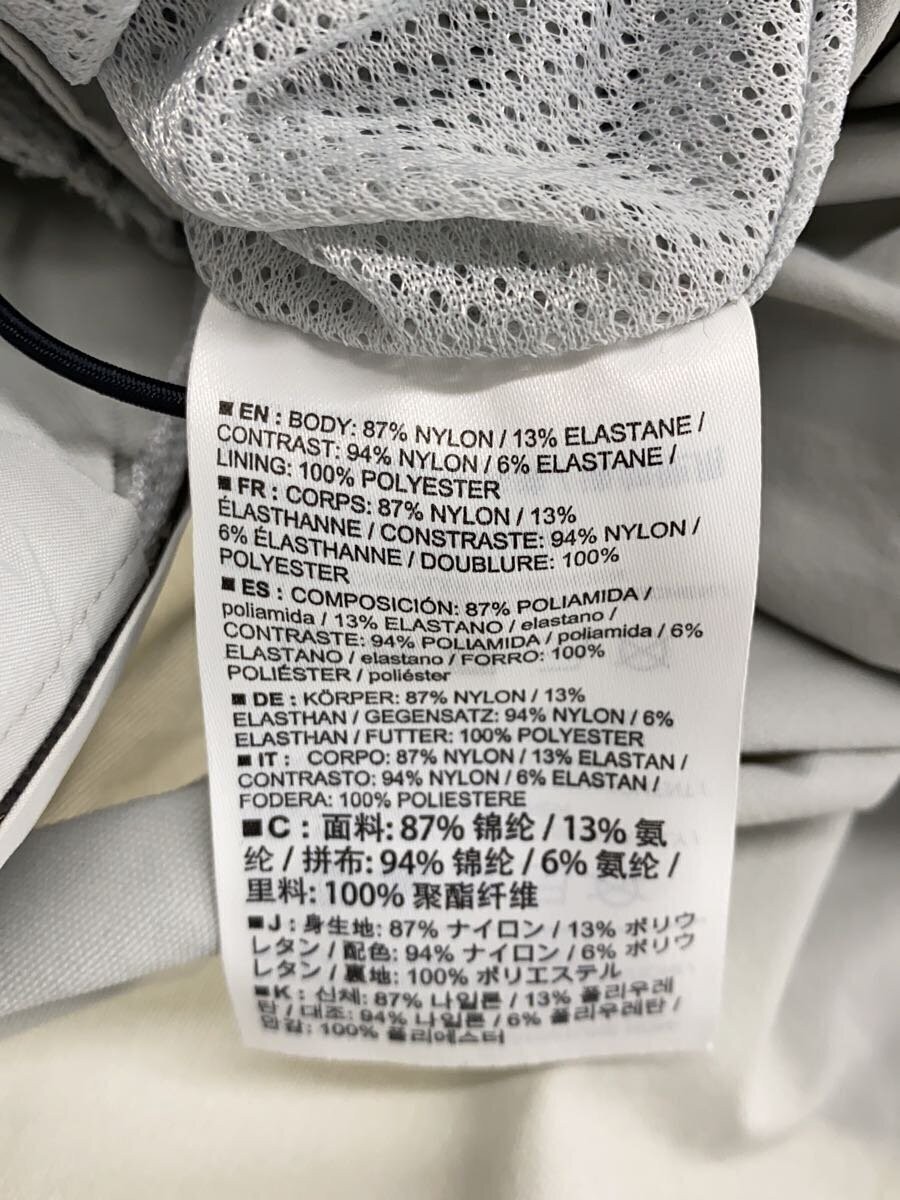 ■ EN : BODY: 87% NYLON / 13% ELASTANE /
CONTRAST: 94% NYLON / 6% ELASTANE /
LINING: 100% POLYESTER
■ FR : CORPS: 87% NYLON / 13%
ÉLASTHANNE / CONSTRASTE: 94% NYLON /
6% ÉLASTHANNE / DOUBLURE: 100%
POLYESTER
■ ES : COMPOSICIÓN: 87% POLIAMIDA /
poliamida / 13% ELASTANO / elastano /
CONTRASTE: 94% POLIAMIDA / poliamida / 6%
ELASTANO / elastano / FORRO: 100%
POLIÉSTER / poliéster
■ DE : KÖRPER: 87% NYLON / 13%
ELASTHAN / GEGENSATZ: 94% NYLON / 6%
ELASTHAN / FUTTER: 100% POLYESTER
■ IT : CORPO: 87% NYLON / 13% ELASTAN /
CONTRASTO: 94% NYLON / 6% ELASTAN /
FODERA: 100% POLIESTERE
■ C : 面料: 87% 锦纶 / 13% 氨
纶 / 拼布: 94% 锦纶 / 6% 氨纶 /
里料: 100% 聚酯纤维
■ J : 身生地: 87% ナイロン / 13% ポリウ
レタン / 配色: 94% ナイロン / 6% ポリウ
レタン / 裏地: 100% ポリエステル
■ K : 신체: 87% 나일론 / 13% 폴리우레
탄 / 대조: 94% 나일론 / 6% 폴리우레탄 /
안감: 100% 폴리에스터